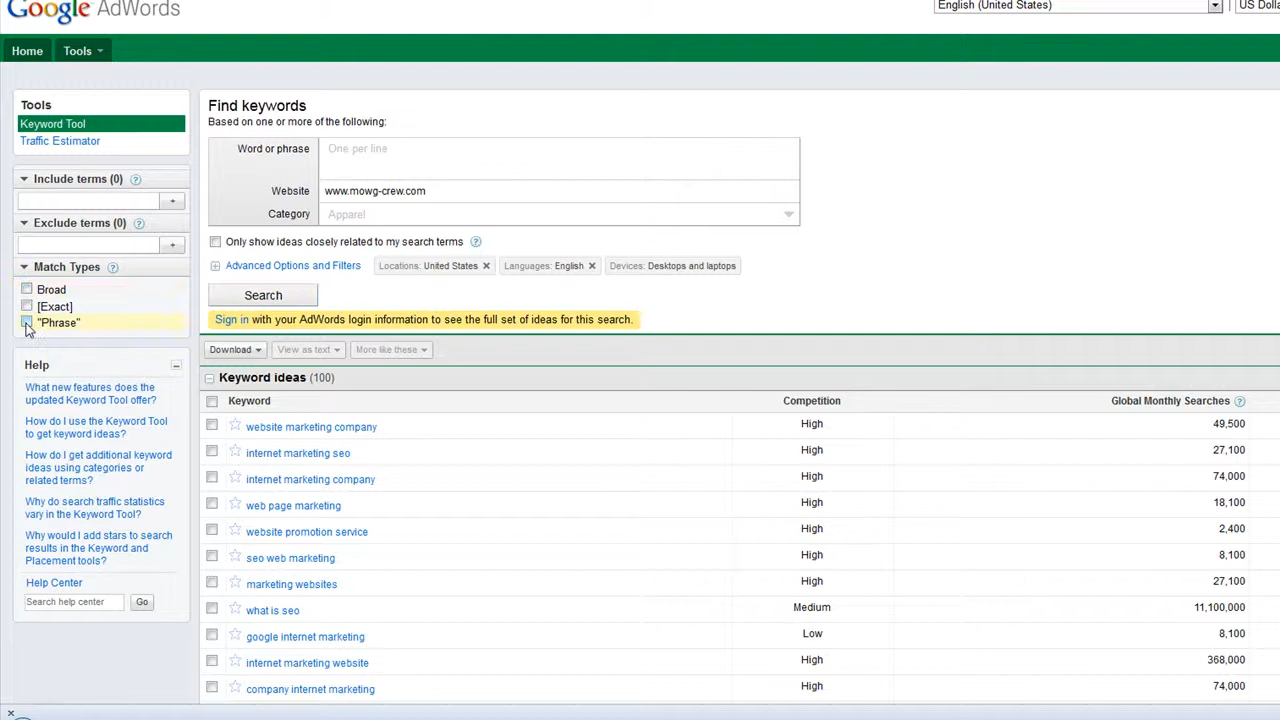 Google AdWords
English (United States)
US Dolla
Home
Tools
Tools
Keyword Tool
Traffic Estimator
Include terms (0)
+
Exclude terms (0)
+
Match Types
Broad
[Exact]
"Phrase"
Help
What new features does the
updated Keyword Tool offer?
How do I use the Keyword Tool
to get keyword ideas?
How do I get additional keyword
ideas using categories or
related terms?
Why do search traffic statistics
vary in the Keyword Tool?
Why would I add stars to search
results in the Keyword and
Placement tools?
Help Center
Search help center
Go
Find keywords
Based on one or more of the following:
Word or phrase
One per line
Website
www.mowg-crew.com
Category
Apparel
Only show ideas closely related to my search terms
Advanced Options and Filters
Locations: United States
Languages: English
Devices: Desktops and laptops
Search
Sign in with your AdWords login information to see the full set of ideas for this search.
Download
View as text
More like these
Keyword ideas (100)
Keyword Competition Global Monthly Searches
website marketing company High 49,500
internet marketing seo High 27,100
internet marketing company High 74,000
web page marketing High 18,100
website promotion service High 2,400
seo web marketing High 8,100
marketing websites High 27,100
what is seo Medium 11,100,000
google internet marketing Low 8,100
internet marketing website High 368,000
company internet marketing High 74,000